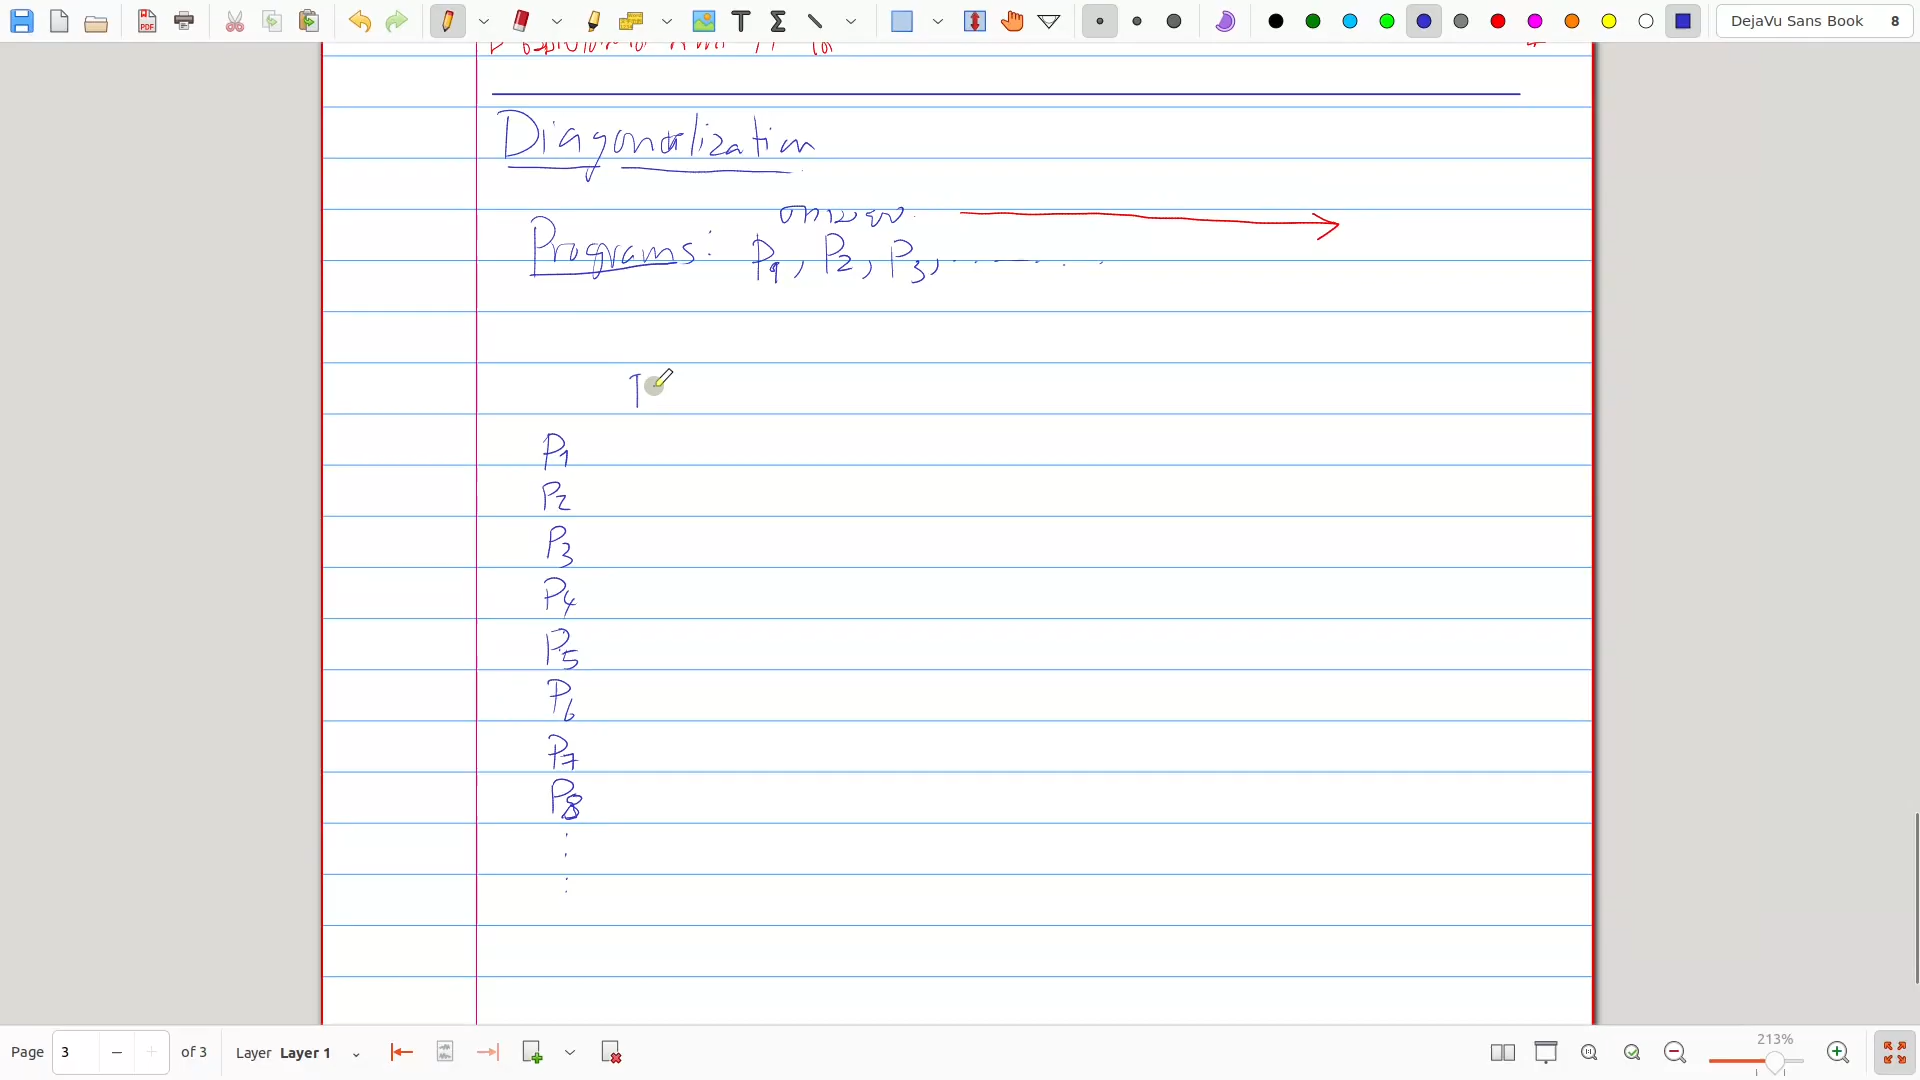 DejaVu Sans Book 8
Diagonalization
Programs: P1, P2, P3, ........
P1
P2
P3
P4
P5
P6
P7
P8
Page 3 of 3 Layer Layer 1 213%